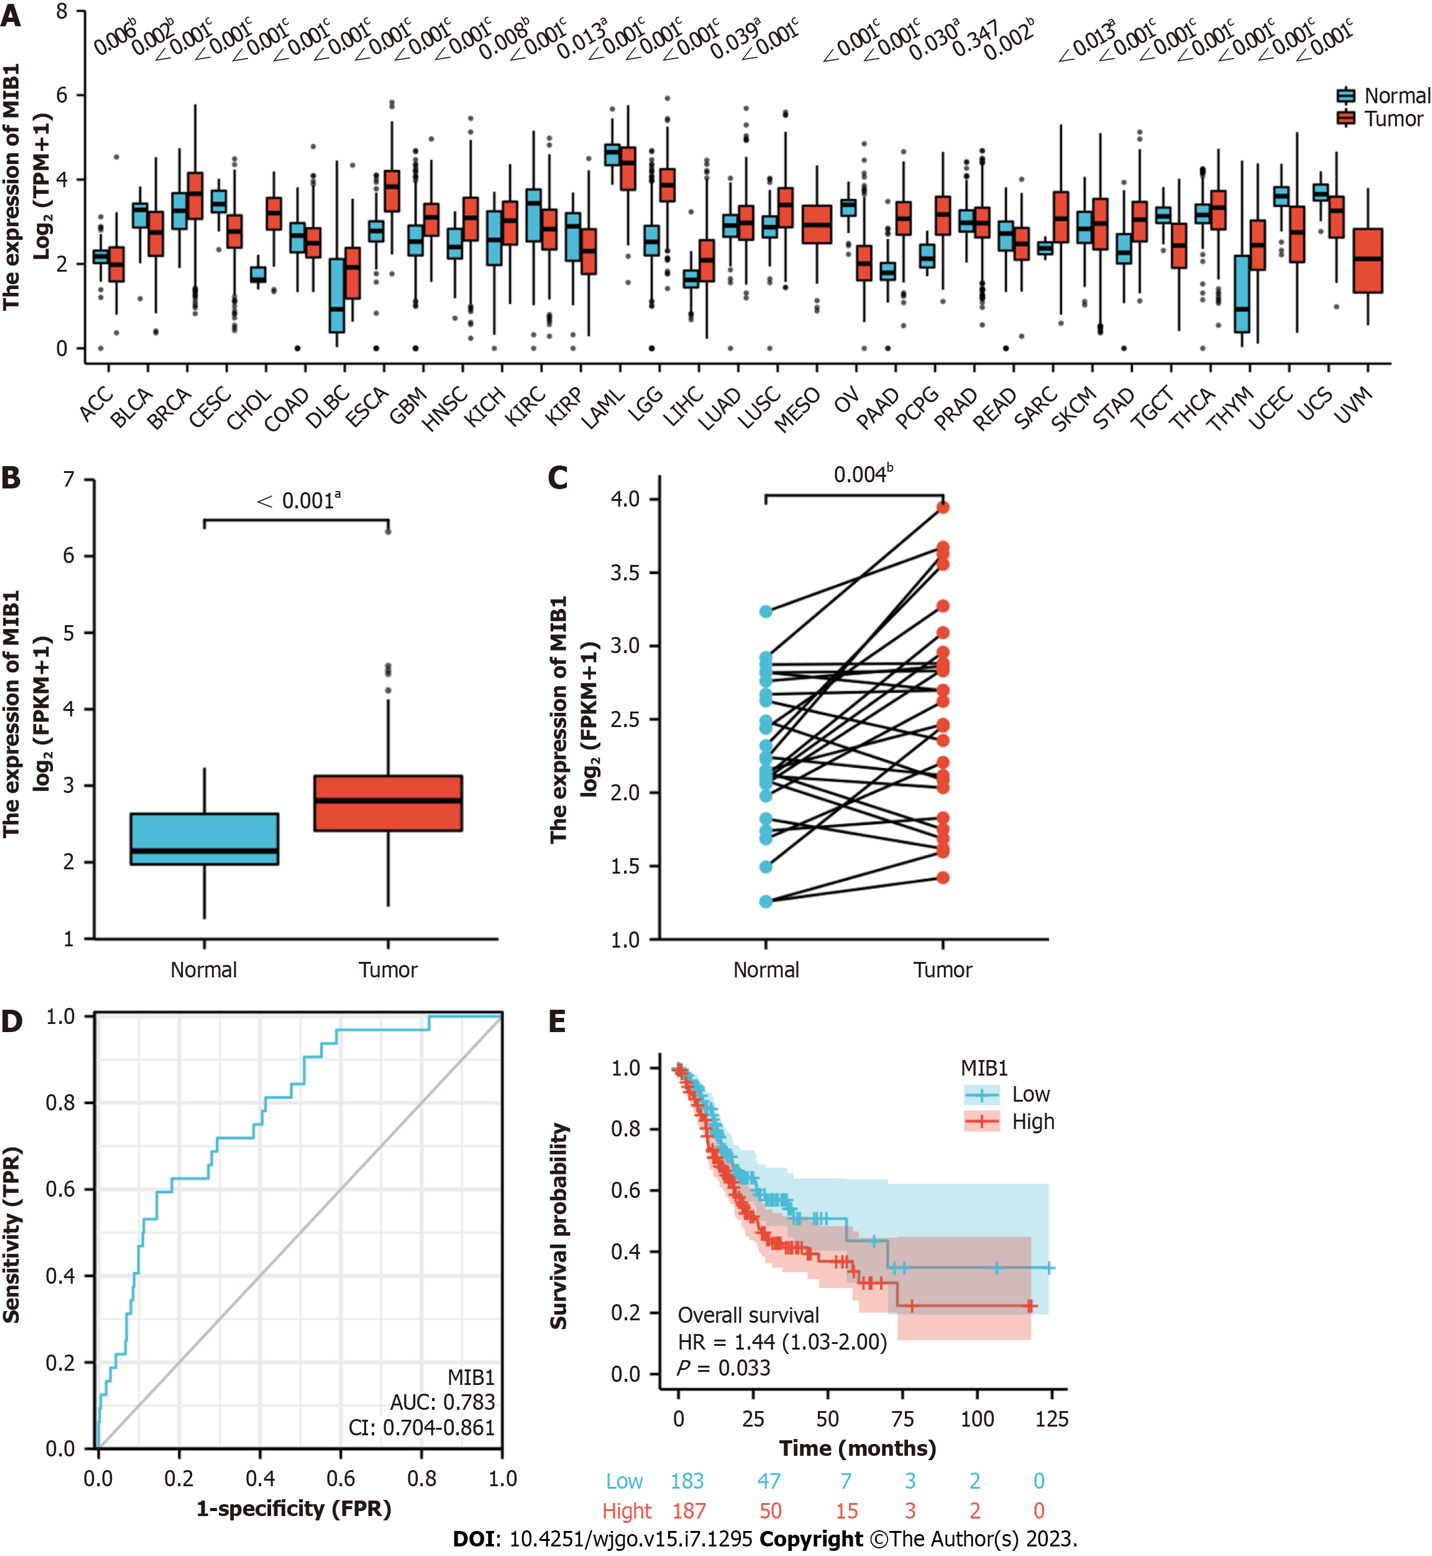 A
0.006ᵇ 0.002ᵇ < 0.001ᶜ < 0.001ᶜ < 0.001ᶜ < 0.001ᶜ < 0.001ᶜ < 0.001ᶜ < 0.001ᶜ < 0.001ᶜ 0.008ᵇ < 0.001ᶜ 0.013ᵃ < 0.001ᶜ < 0.001ᶜ < 0.001ᶜ 0.039ᵃ < 0.001ᶜ < 0.001ᶜ < 0.001ᶜ 0.030ᵃ 0.347 0.002ᵇ < 0.013ᵃ < 0.001ᶜ < 0.001ᶜ < 0.001ᶜ < 0.001ᶜ < 0.001ᶜ < 0.001ᶜ
The expression of MIB1
Log₂ (TPM+1)
8
6
4
2
0
Normal
Tumor
ACC BLCA BRCA CESC CHOL COAD DLBC ESCA GBM HNSC KICH KIRC KIRP LAML LGG LIHC LUAD LUSC MESO OV PAAD PCPG PRAD READ SARC SKCM STAD TGCT THCA THYM UCEC UCS UVM
B
The expression of MIB1
log₂ (FPKM+1)
7
6
5
4
3
2
1
< 0.001ᵃ
Normal Tumor
C
The expression of MIB1
log₂ (FPKM+1)
4.0
3.5
3.0
2.5
2.0
1.5
1.0
0.004ᵇ
Normal Tumor
D
Sensitivity (TPR)
1.0
0.8
0.6
0.4
0.2
0.0
MIB1
AUC: 0.783
CI: 0.704-0.861
0.0 0.2 0.4 0.6 0.8 1.0
1-specificity (FPR)
E
Survival probability
1.0
0.8
0.6
0.4
0.2
0.0
MIB1
Low
High
Overall survival
HR = 1.44 (1.03-2.00)
P = 0.033
0 25 50 75 100 125
Time (months)
Low 183 47 7 3 2 0
Hight 187 50 15 3 2 0
DOI: 10.4251/wjgo.v15.i7.1295 Copyright ©The Author(s) 2023.